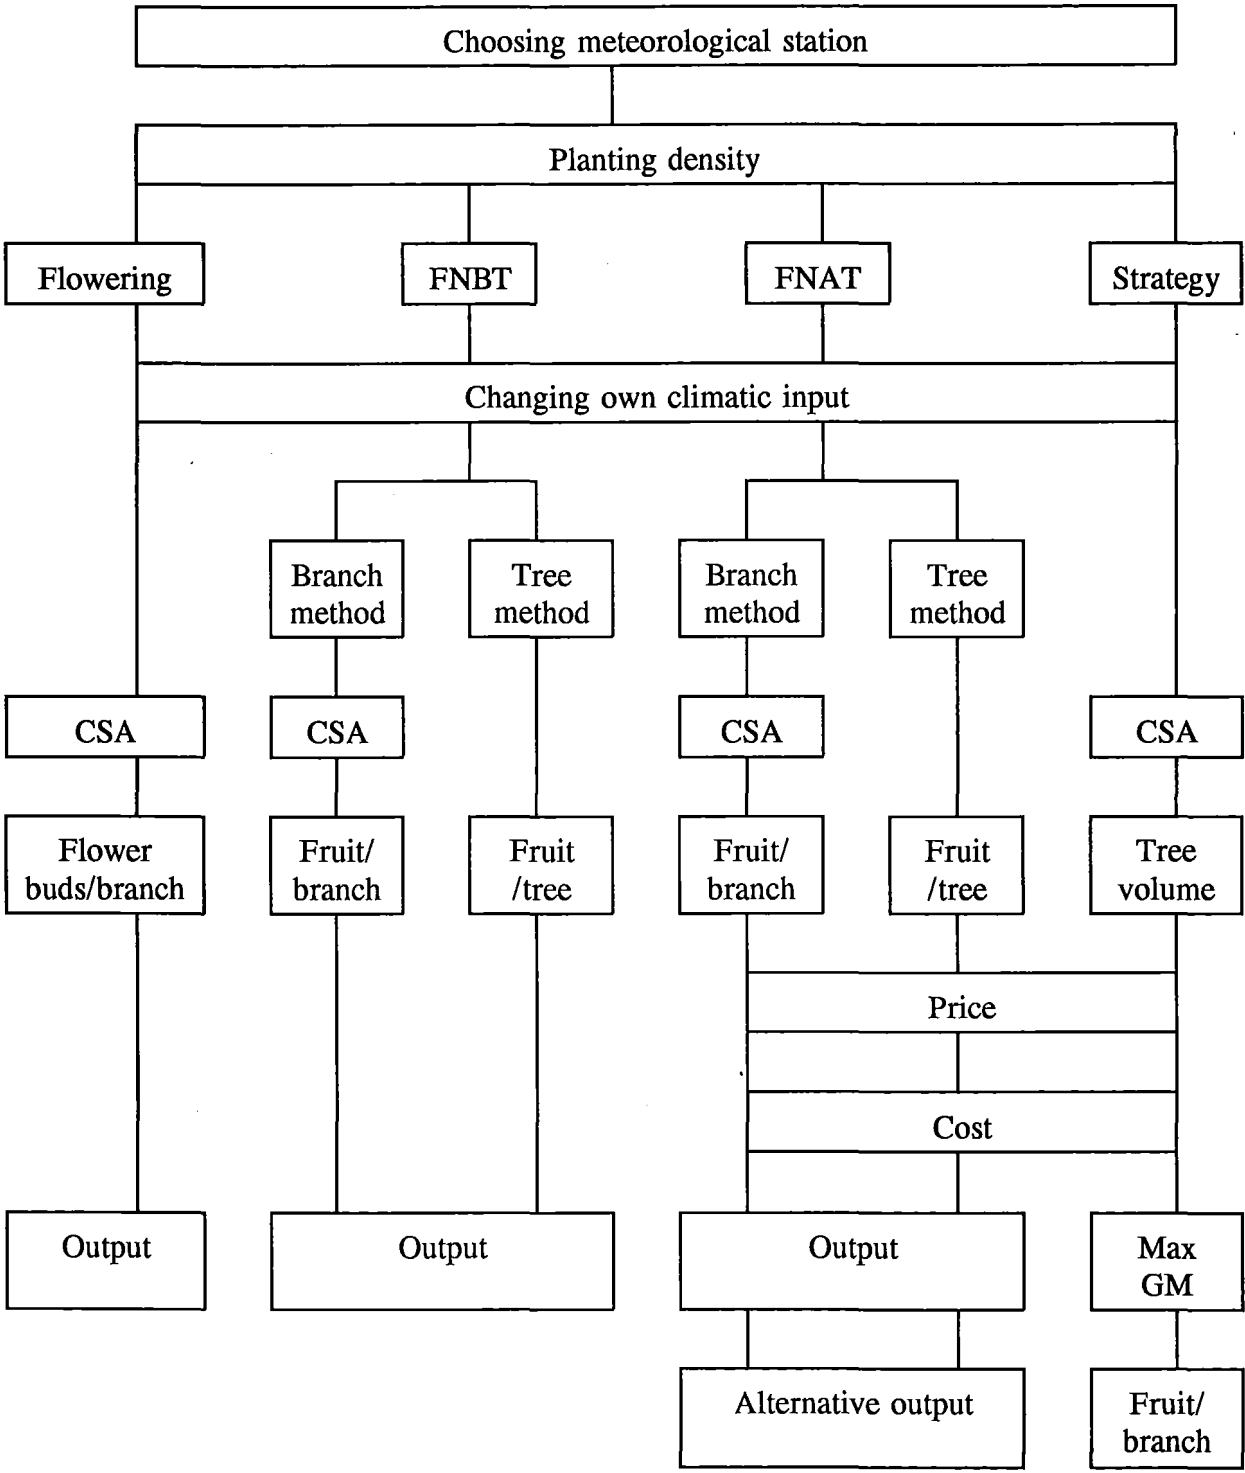 Choosing meteorological station
Planting density
Flowering
FNBT
FNAT
Strategy
Changing own climatic input
Branch
method
Tree
method
Branch
method
Tree
method
CSA
CSA
CSA
CSA
Flower
buds/branch
Fruit/
branch
Fruit
/tree
Fruit/
branch
Fruit
/tree
Tree
volume
Price
Cost
Output
Output
Output
Max
GM
Alternative output
Fruit/
branch